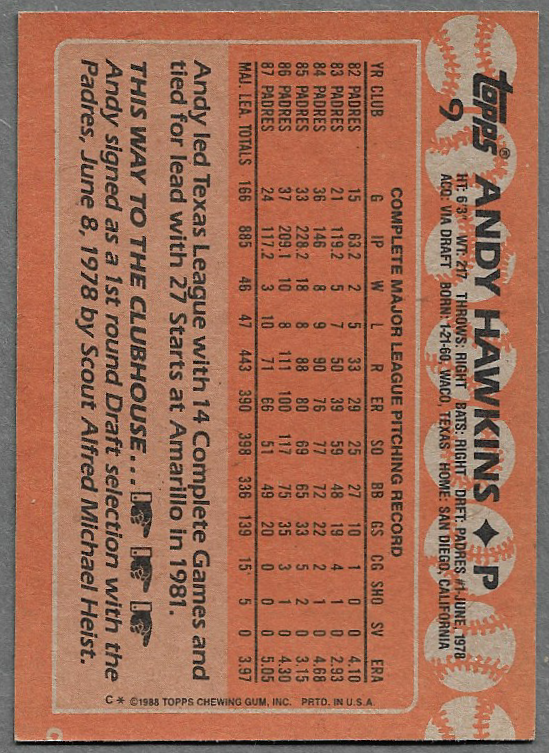 topps®
9
ANDY HAWKINS ◆ P
HT: 6'3" WT: 217 THROWS: RIGHT BATS: RIGHT DRFT: PADRES #1-JUNE, 1978
ACQ: VIA DRAFT BORN: 1-21-60, WACO, TEXAS HOME: SAN DIEGO, CALIFORNIA
COMPLETE MAJOR LEAGUE PITCHING RECORD
YR CLUB G IP W L R ER SO BB GS CG SHO SV ERA
82 PADRES 15 63.2 2 5 33 29 25 27 10 1 0 0 4.10
83 PADRES 21 119.2 5 7 50 39 59 48 19 4 1 0 2.93
84 PADRES 36 146 8 9 90 76 77 72 22 2 1 0 4.68
85 PADRES 33 228.2 18 8 88 80 69 65 33 5 2 0 3.15
86 PADRES 37 209.1 10 8 111 100 117 75 35 3 1 0 4.30
87 PADRES 24 117.2 3 10 71 66 51 49 20 0 0 0 5.05
MAJ. LEA. TOTALS 166 885 46 47 443 390 398 336 139 15 5 0 3.97
Andy led Texas League with 14 Complete Games and
tied for lead with 27 Starts at Amarillo in 1981.
THIS WAY TO THE CLUBHOUSE...
Andy signed as a 1st round Draft selection with the
Padres, June 8, 1978 by Scout Alfred Michael Heist.
C* ©1988 TOPPS CHEWING GUM, INC. PRTD. IN U.S.A.